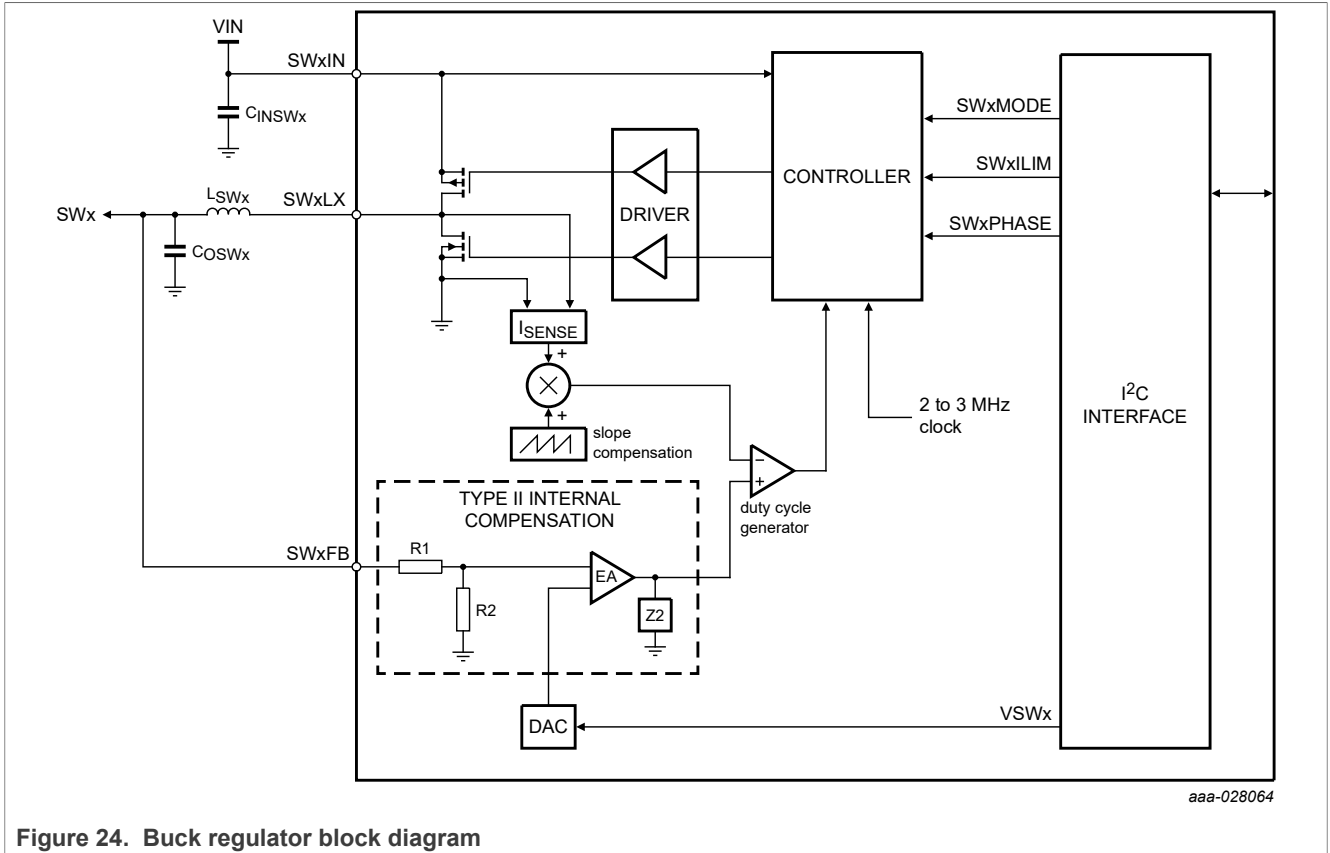 VIN
SWxIN
CINSWx
LSWx
SWxLX
SWx
COSWx
DRIVER
CONTROLLER
SWxMODE
SWxILIM
SWxPHASE
I2C
INTERFACE
ISENSE
+
+
slope
compensation
2 to 3 MHz
clock
−
+
duty cycle
generator
TYPE II INTERNAL
COMPENSATION
SWxFB
R1
R2
EA
Z2
DAC
VSWx
aaa-028064
Figure 24. Buck regulator block diagram